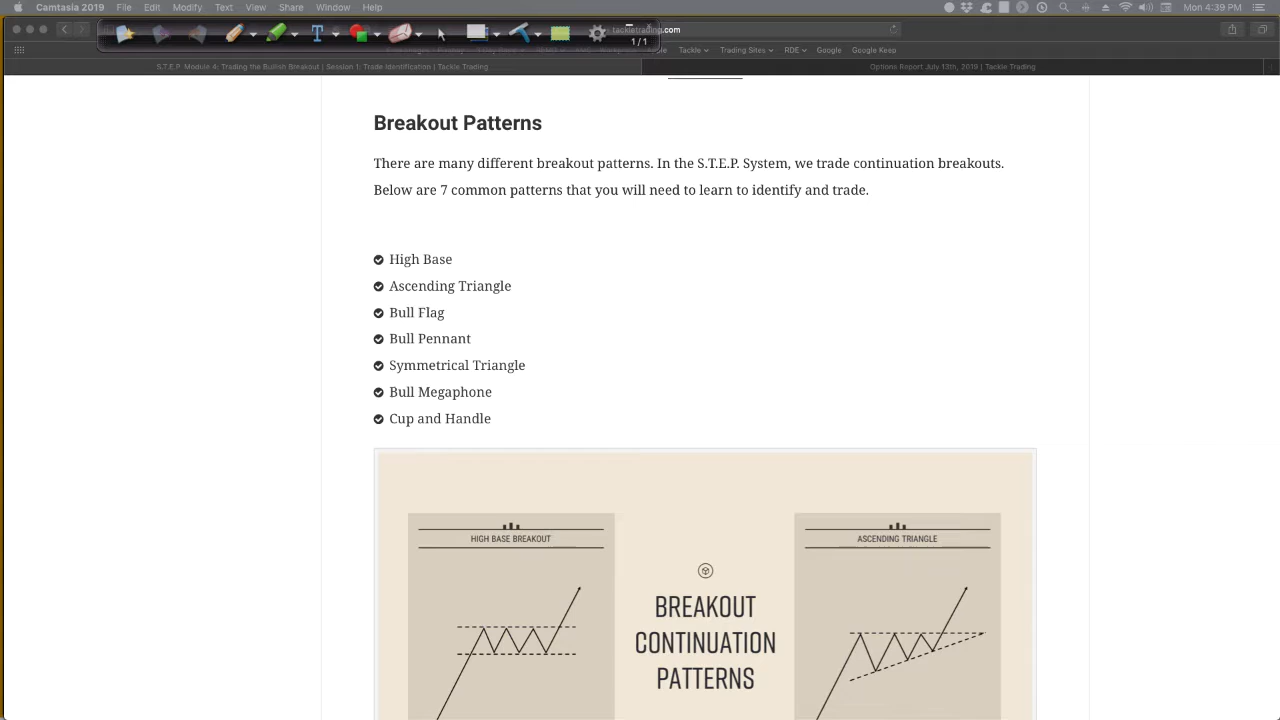 Camtasia 2019 File Edit Modify View Share Window Help Mon 4:39 PM
tackletrading.com
1/1
Tackle Trading Sites RDE Google Google Keep
S.T.E.P. Module 4: Trading the Bullish Breakout | Session 1: Trade Identification | Tackle Trading
Options Report July 13th, 2019 | Tackle Trading
Breakout Patterns
There are many different breakout patterns. In the S.T.E.P. System, we trade continuation breakouts.
Below are 7 common patterns that you will need to learn to identify and trade.
High Base
Ascending Triangle
Bull Flag
Bull Pennant
Symmetrical Triangle
Bull Megaphone
Cup and Handle
HIGH BASE BREAKOUT
ASCENDING TRIANGLE
BREAKOUT
CONTINUATION
PATTERNS